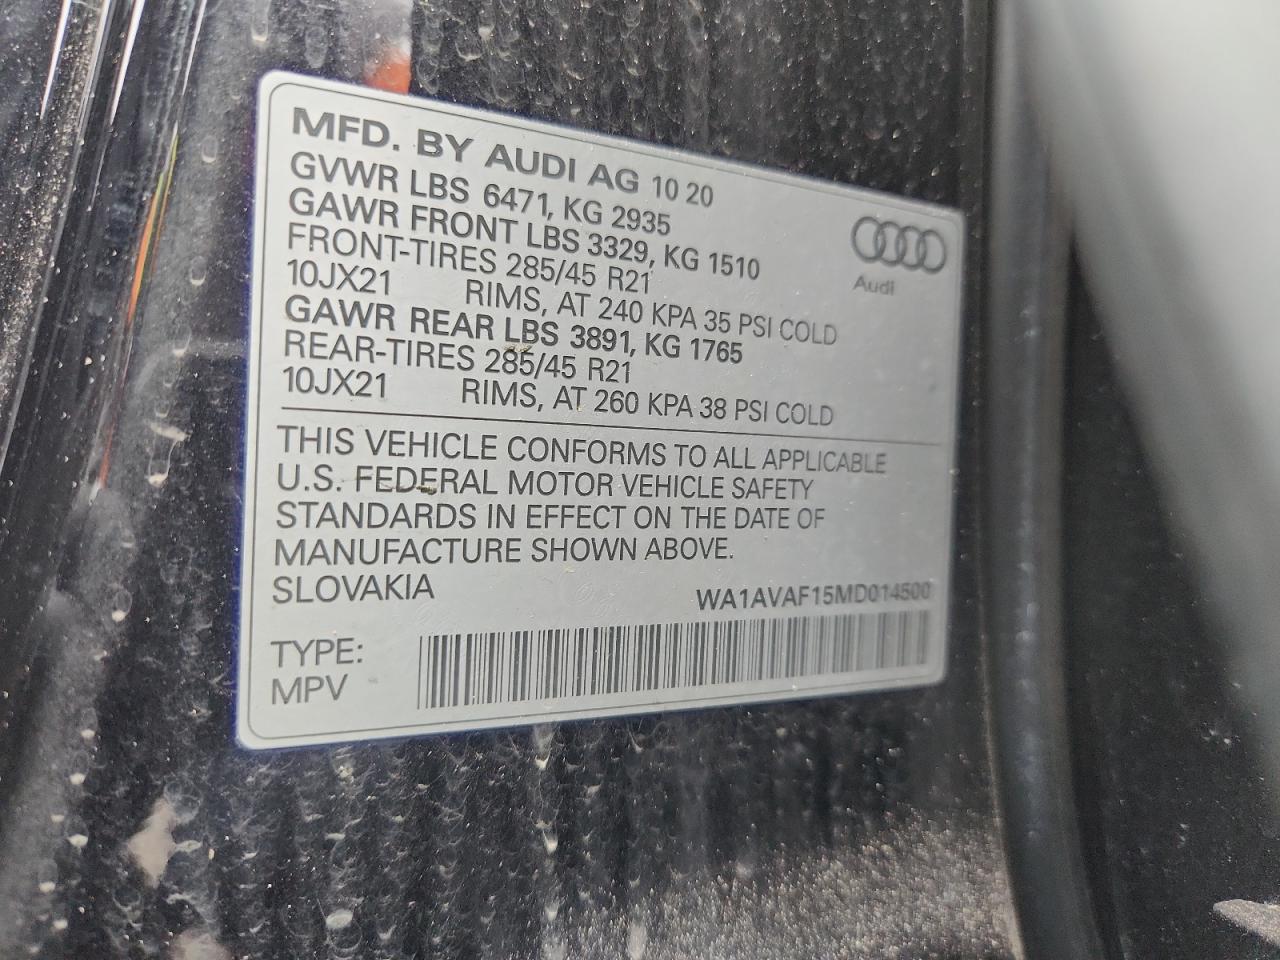 MFD. BY AUDI AG 10 20
GVWR LBS 6471, KG 2935
GAWR FRONT LBS 3329, KG 1510
FRONT-TIRES 285/45 R21
10JX21 RIMS, AT 240 KPA 35 PSI COLD
GAWR REAR LBS 3891, KG 1765
REAR-TIRES 285/45 R21
10JX21 RIMS, AT 260 KPA 38 PSI COLD
Audi
THIS VEHICLE CONFORMS TO ALL APPLICABLE
U.S. FEDERAL MOTOR VEHICLE SAFETY
STANDARDS IN EFFECT ON THE DATE OF
MANUFACTURE SHOWN ABOVE.
SLOVAKIA WA1AVAF15MD014500
TYPE:
MPV